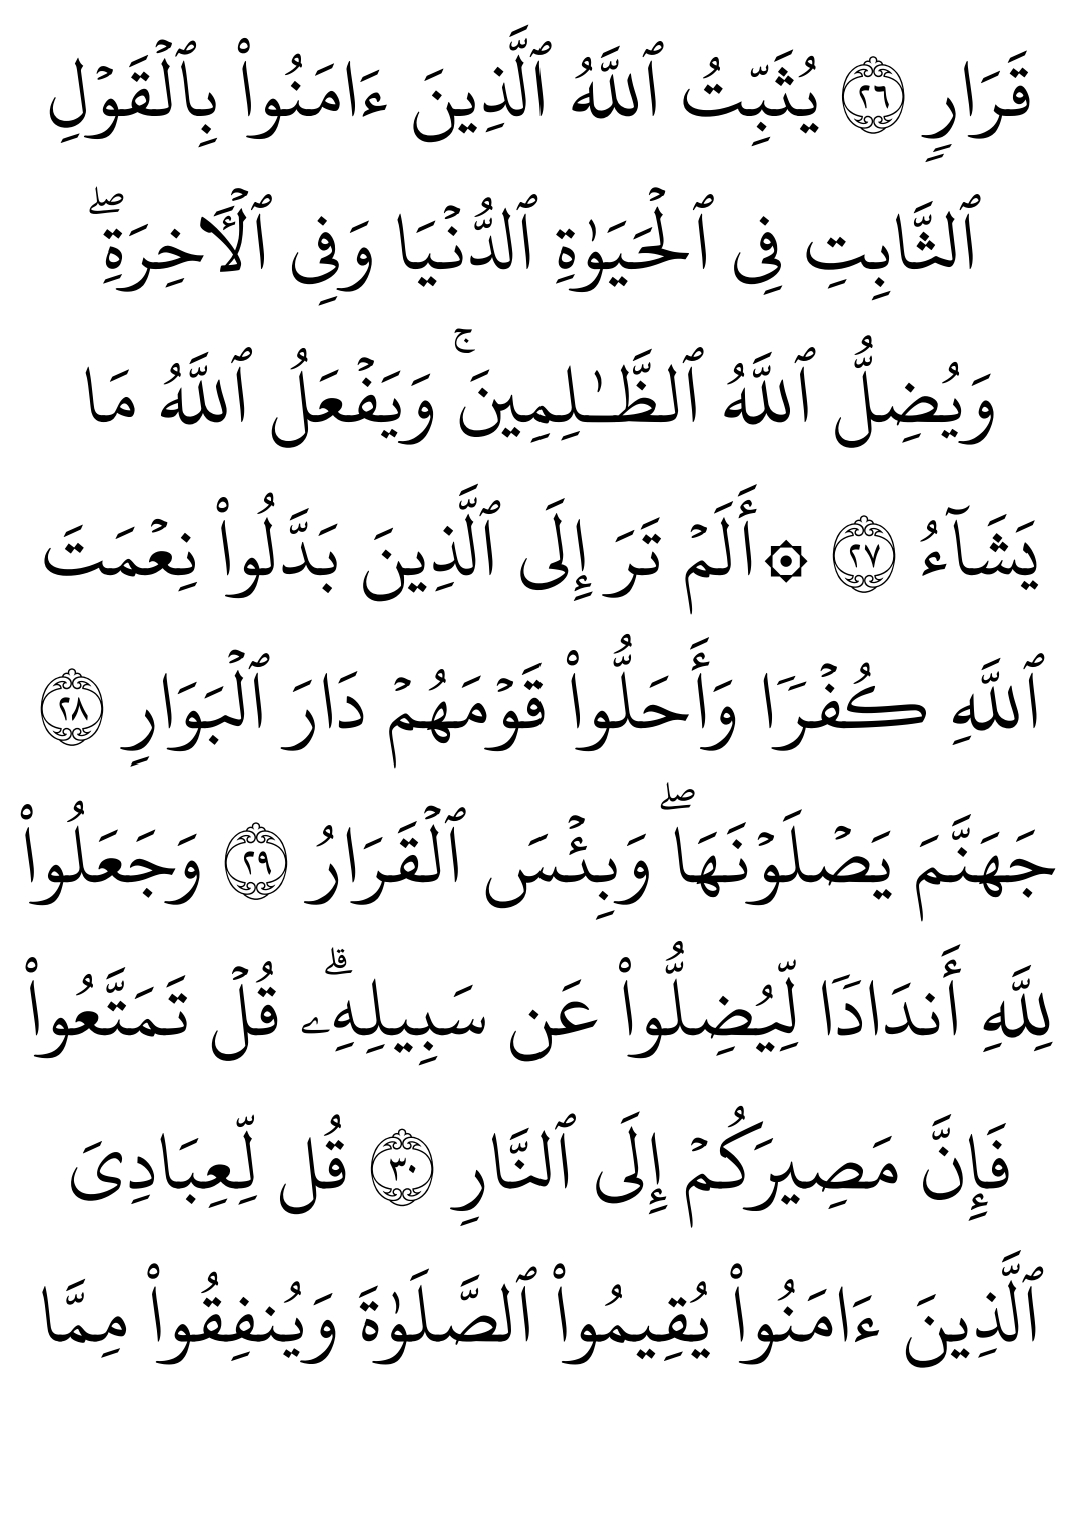 قَرَارٖ ٢٦ يُثَبِّتُ ٱللَّهُ ٱلَّذِينَ ءَامَنُواْ بِٱلۡقَوۡلِ
ٱلثَّابِتِ فِي ٱلۡحَيَوٰةِ ٱلدُّنۡيَا وَفِي ٱلۡأٓخِرَةِۖ
وَيُضِلُّ ٱللَّهُ ٱلظَّـٰلِمِينَۚ وَيَفۡعَلُ ٱللَّهُ مَا
يَشَآءُ ٢٧ ۞أَلَمۡ تَرَ إِلَى ٱلَّذِينَ بَدَّلُواْ نِعۡمَتَ
ٱللَّهِ كُفۡرٗا وَأَحَلُّواْ قَوۡمَهُمۡ دَارَ ٱلۡبَوَارِ ٢٨
جَهَنَّمَ يَصۡلَوۡنَهَاۖ وَبِئۡسَ ٱلۡقَرَارُ ٢٩ وَجَعَلُواْ
لِلَّهِ أَندَادٗا لِّيُضِلُّواْ عَن سَبِيلِهِۦۗ قُلۡ تَمَتَّعُواْ
فَإِنَّ مَصِيرَكُمۡ إِلَى ٱلنَّارِ ٣٠ قُل لِّعِبَادِيَ
ٱلَّذِينَ ءَامَنُواْ يُقِيمُواْ ٱلصَّلَوٰةَ وَيُنفِقُواْ مِمَّا